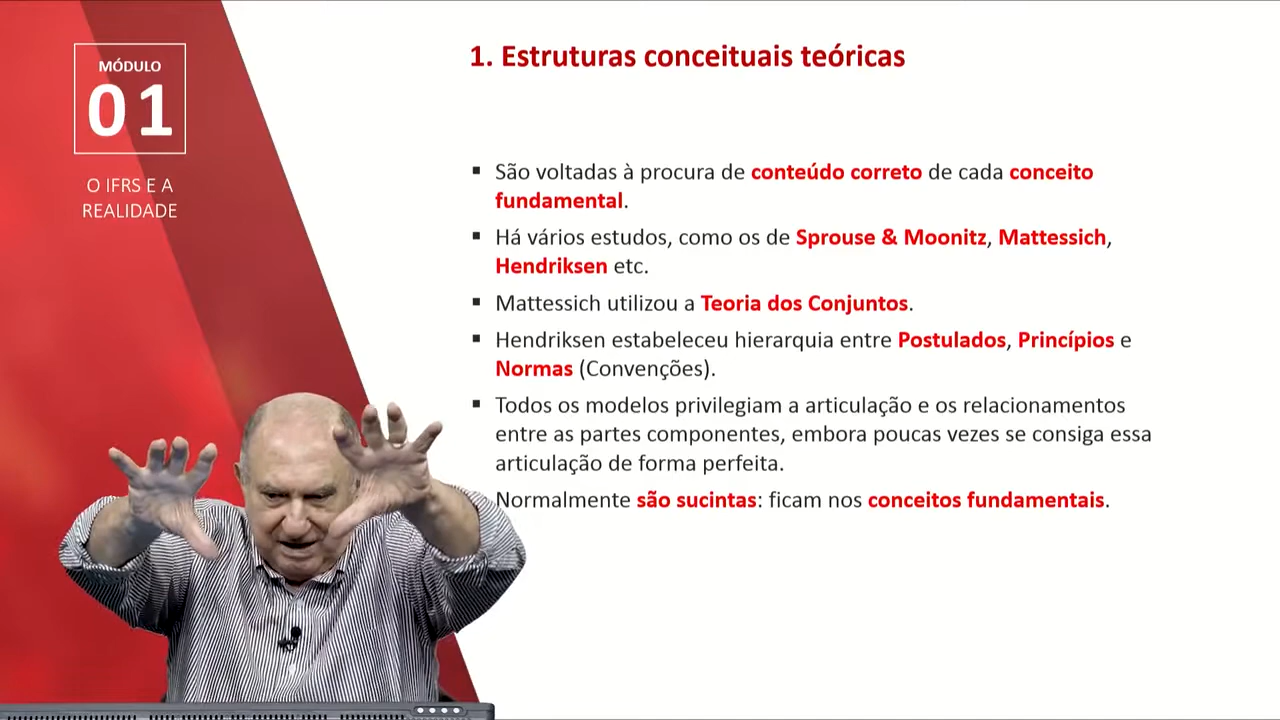 MÓDULO
01
O IFRS E A
REALIDADE
1. Estruturas conceituais teóricas
▪ São voltadas à procura de conteúdo correto de cada conceito
fundamental.
▪ Há vários estudos, como os de Sprouse & Moonitz, Mattessich,
Hendriksen etc.
▪ Mattessich utilizou a Teoria dos Conjuntos.
▪ Hendriksen estabeleceu hierarquia entre Postulados, Princípios e
Normas (Convenções).
▪ Todos os modelos privilegiam a articulação e os relacionamentos
entre as partes componentes, embora poucas vezes se consiga essa
articulação de forma perfeita.
Normalmente são sucintas: ficam nos conceitos fundamentais.